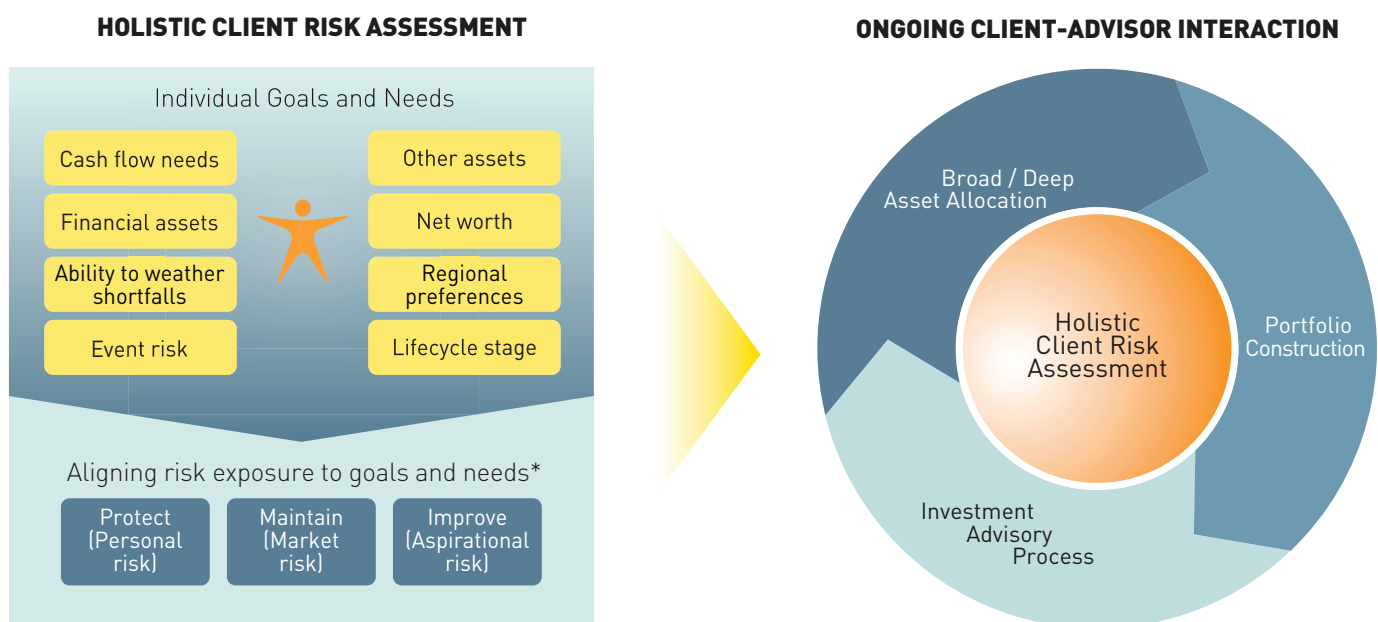 HOLISTIC CLIENT RISK ASSESSMENT
Individual Goals and Needs
Cash flow needs
Financial assets
Ability to weather
shortfalls
Event risk
Other assets
Net worth
Regional
preferences
Lifecycle stage
Aligning risk exposure to goals and needs*
Protect
(Personal
risk)
Maintain
(Market
risk)
Improve
(Aspirational
risk)
ONGOING CLIENT-ADVISOR INTERACTION
Broad / Deep
Asset Allocation
Portfolio
Construction
Investment
Advisory
Process
Holistic
Client Risk
Assessment